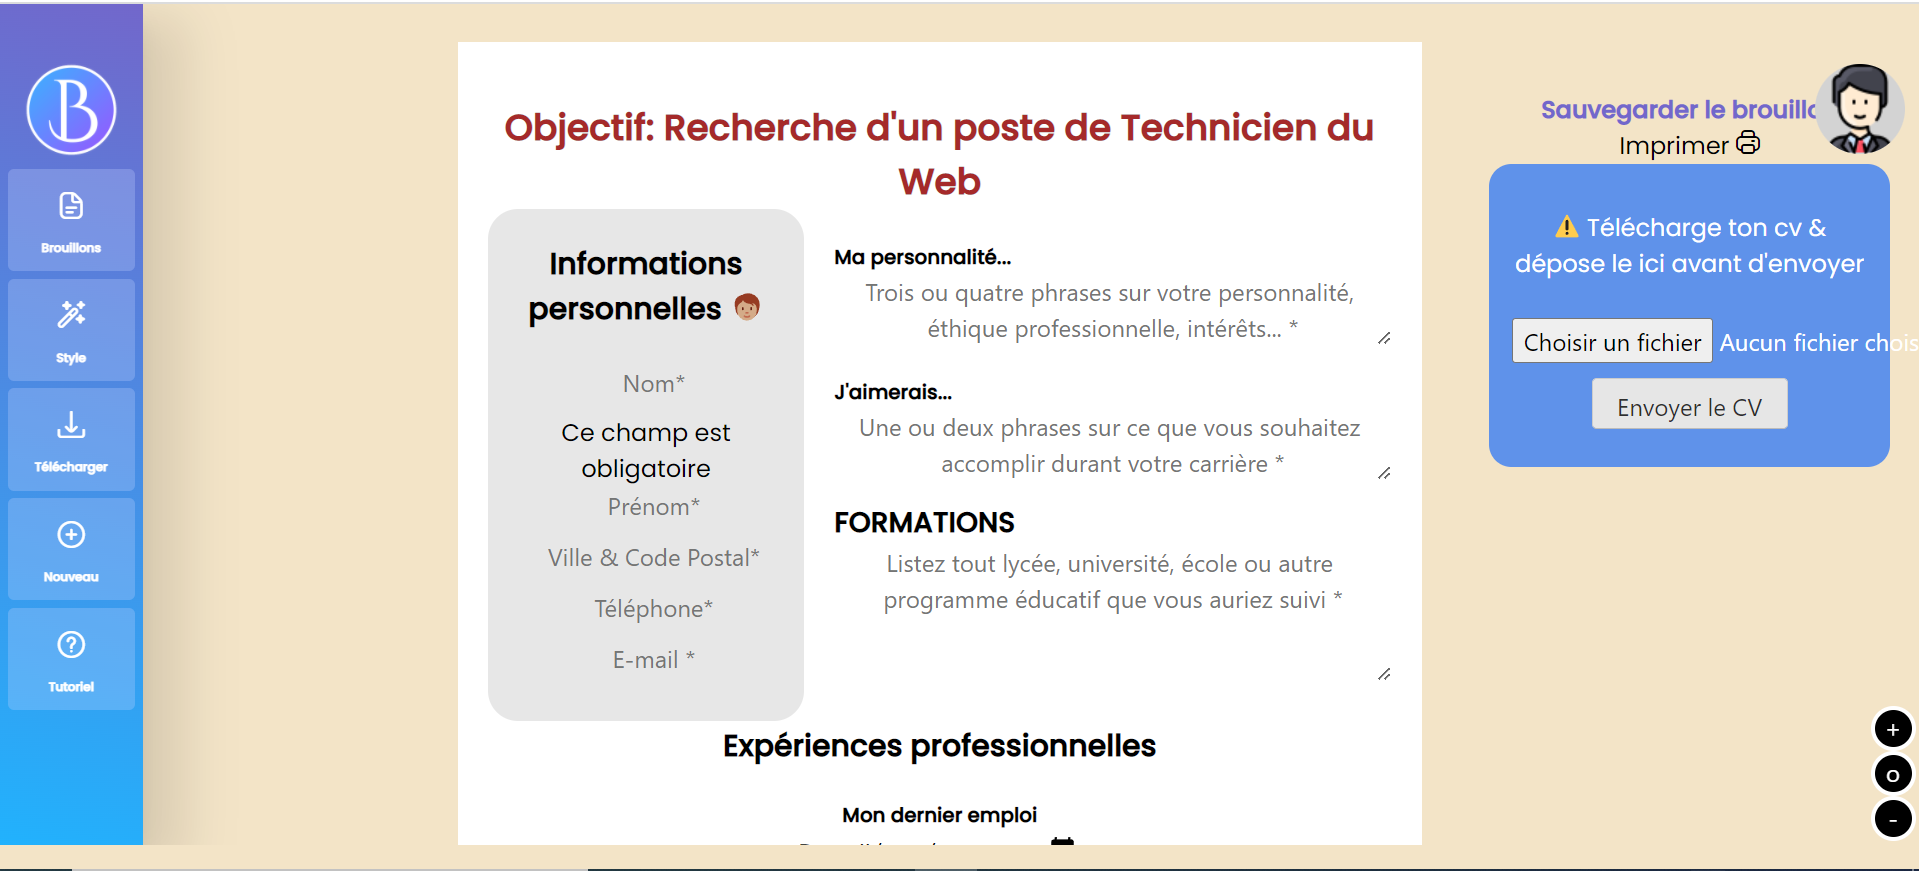 B
Brouillons
Style
Télécharger
Nouveau
Tutoriel
Objectif: Recherche d'un poste de Technicien du
Web
Informations
personnelles
Nom*
Ce champ est
obligatoire
Prénom*
Ville & Code Postal*
Téléphone*
E-mail *
Ma personnalité...
Trois ou quatre phrases sur votre personnalité,
éthique professionnelle, intérêts... *
J'aimerais...
Une ou deux phrases sur ce que vous souhaitez
accomplir durant votre carrière *
FORMATIONS
Listez tout lycée, université, école ou autre
programme éducatif que vous auriez suivi *
Expériences professionnelles
Mon dernier emploi
Sauvegarder le brouillo
Imprimer
⚠️ Télécharge ton cv &
dépose le ici avant d'envoyer
Choisir un fichier Aucun fichier chois
Envoyer le CV
+
o
-